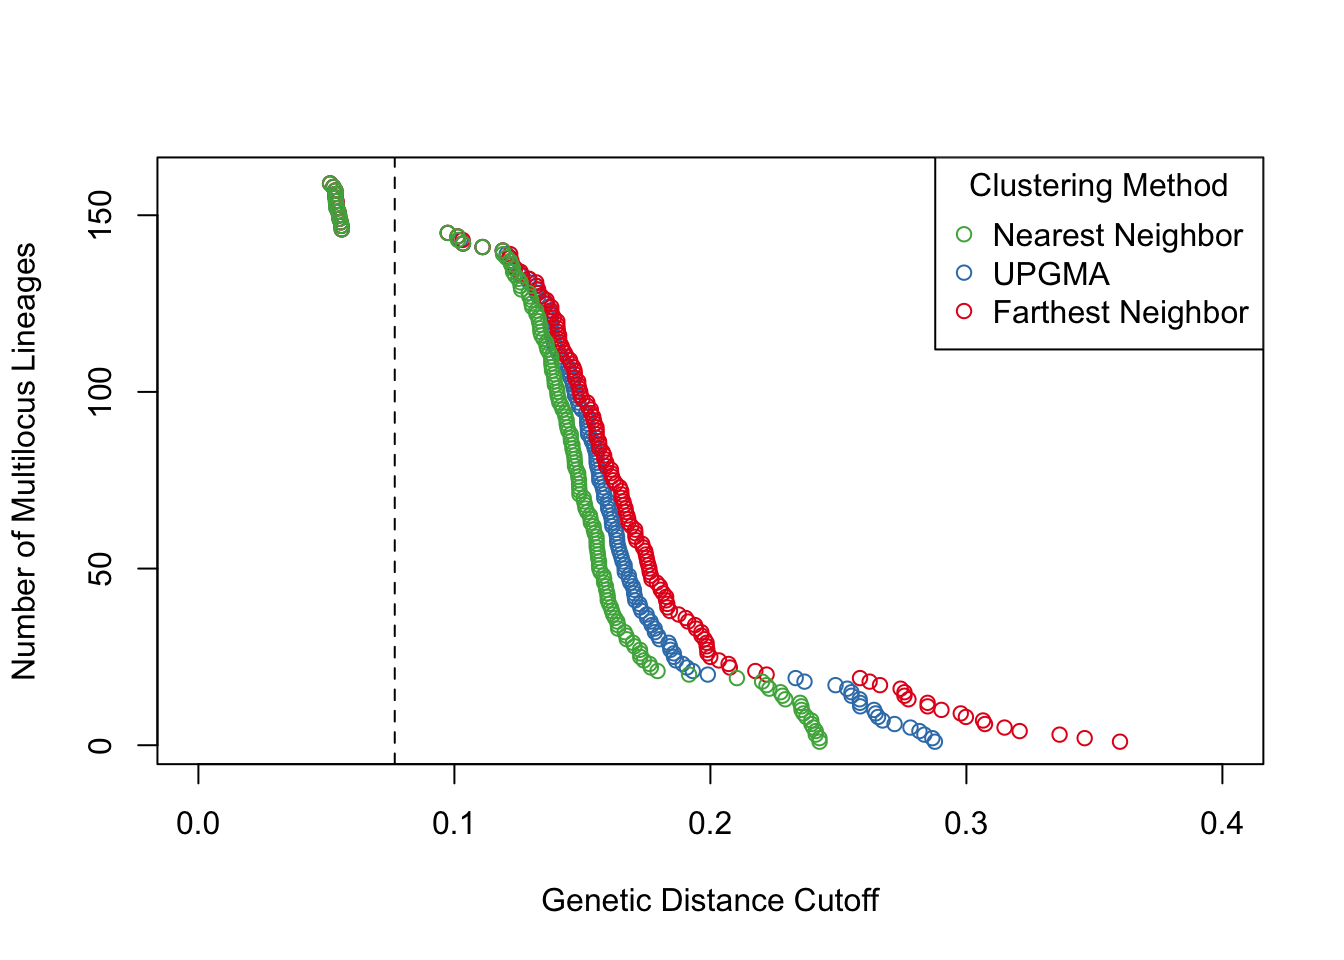 Clustering Method
Nearest Neighbor
UPGMA
Farthest Neighbor
Number of Multilocus Lineages
150
100
50
0
0.0 0.1 0.2 0.3 0.4
Genetic Distance Cutoff